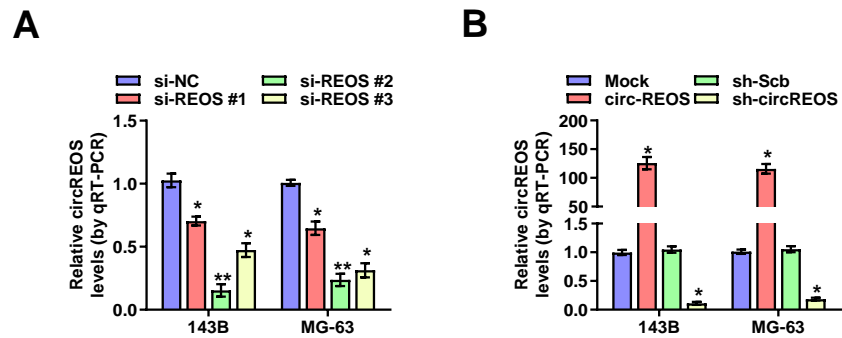 A
si-NC si-REOS #2
si-REOS #1 si-REOS #3
Relative circREOS
levels (by qRT-PCR)
1.5
1.0
0.5
0.0
*
**
*
*
**
*
143B MG-63
B
Mock sh-Scb
circ-REOS sh-circREOS
Relative circREOS
levels (by qRT-PCR)
200
150
100
50
1.5
1.0
0.5
0.0
*
*
*
*
143B MG-63